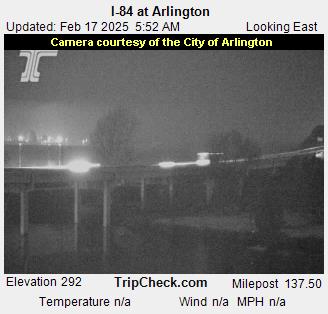 I-84 at Arlington
Updated: Feb 17 2025 5:52 AM Looking East
Camera courtesy of the City of Arlington
Elevation 292 TripCheck.com Milepost 137.50
Temperature n/a Wind n/a MPH n/a